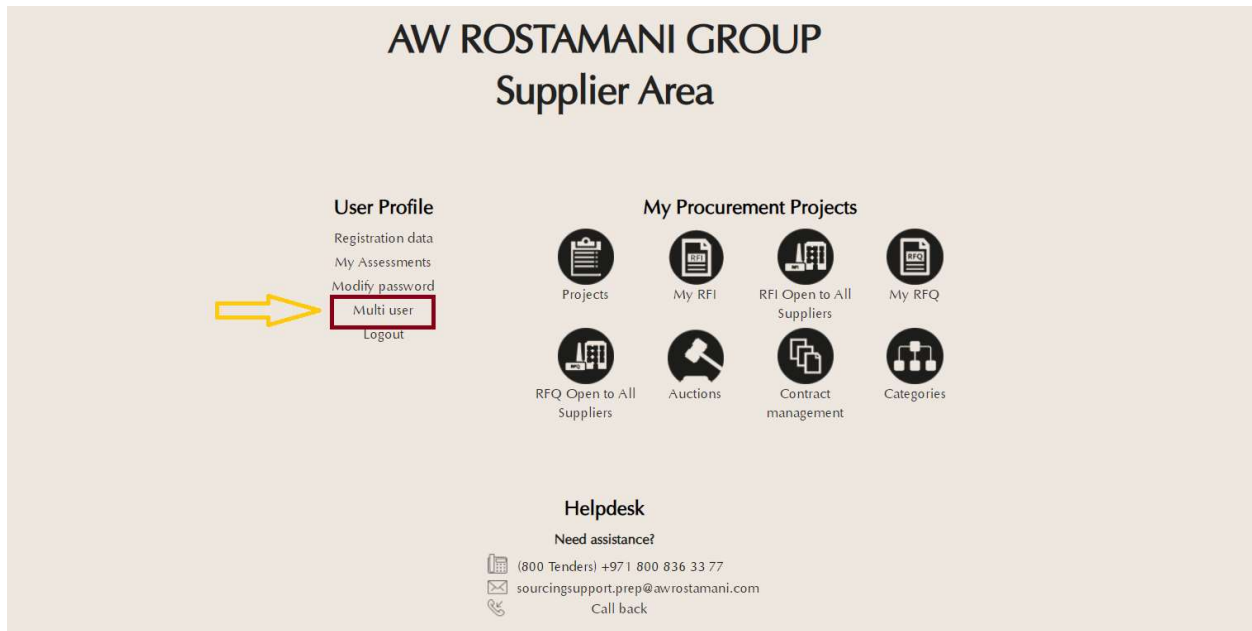 AW ROSTAMANI GROUP
Supplier Area
User Profile
Registration data
My Assessments
Modify password
Multi user
Logout
My Procurement Projects
RFI
RFI
RFQ
Projects
My RFI
RFI Open to All
Suppliers
My RFQ
RFQ
RFQ Open to All
Suppliers
Auctions
Contract
management
Categories
Helpdesk
Need assistance?
(800 Tenders) +971 800 836 33 77
sourcingsupport.prep@awrostamani.com
Call back